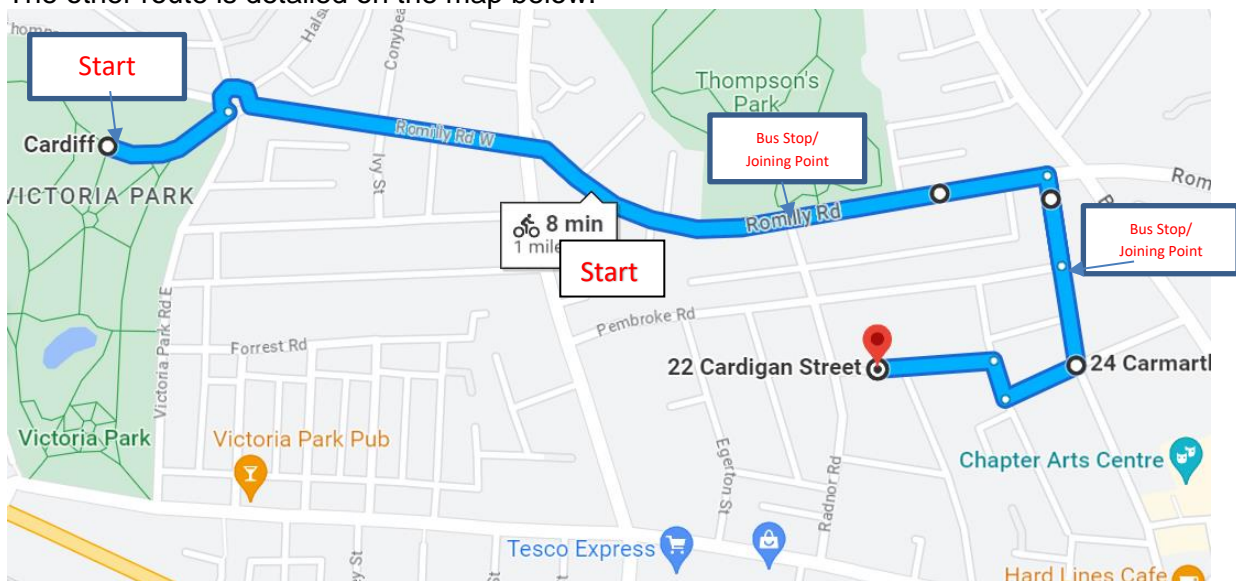 The other route is detailed on the map below.
Start
Cardiff
VICTORIA PARK
Romilly Rd W
Ivy St
Thompson's
Park
Bus Stop/
Joining Point
Romilly Rd
Bus Stop/
Joining Point
8 min
1 mile
Start
Pembroke Rd
Victoria Park Rd E
Forrest Rd
22 Cardigan Street
24 Carmarth
Victoria Park
Victoria Park Pub
Egerton St
Radnor Rd
Chapter Arts Centre
Tesco Express
Hard Lines Cafe